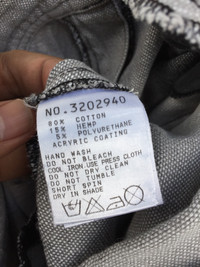 NO.3202940
80% COTTON
15% HEMP
5% POLYURETHANE
ACRYRIC COATING
HAND WASH
DO NOT BLEACH
COOL IRON USE PRESS CLOTH
DO NOT DRY CLEAN
DO NOT TUMBLE
SHORT SPIN
DRY IN SHADE